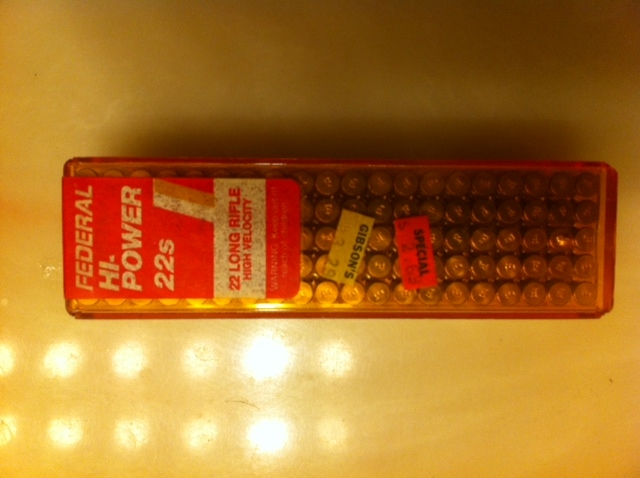 FEDERAL
HI-
POWER
22s
22 LONG RIFLE
HIGH VELOCITY
GIBSON'S
SPECIAL